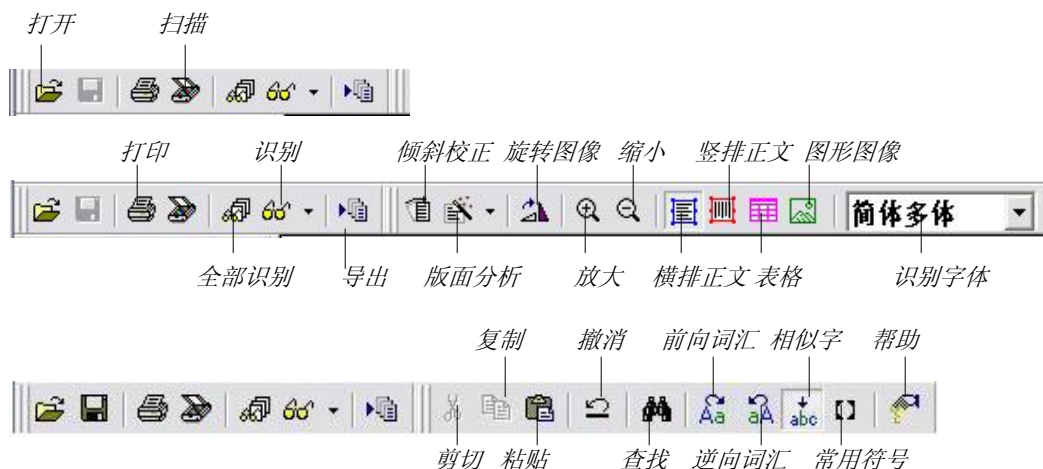 打开 扫描
打印 识别 倾斜校正 旋转图像 缩小 竖排正文 图形图像
简体多体
全部识别 导出 版面分析 放大 横排正文 表格 识别字体
复制 撤消 前向词汇 相似字 帮助
Aa aA abc
剪切 粘贴 查找 逆向词汇 常用符号